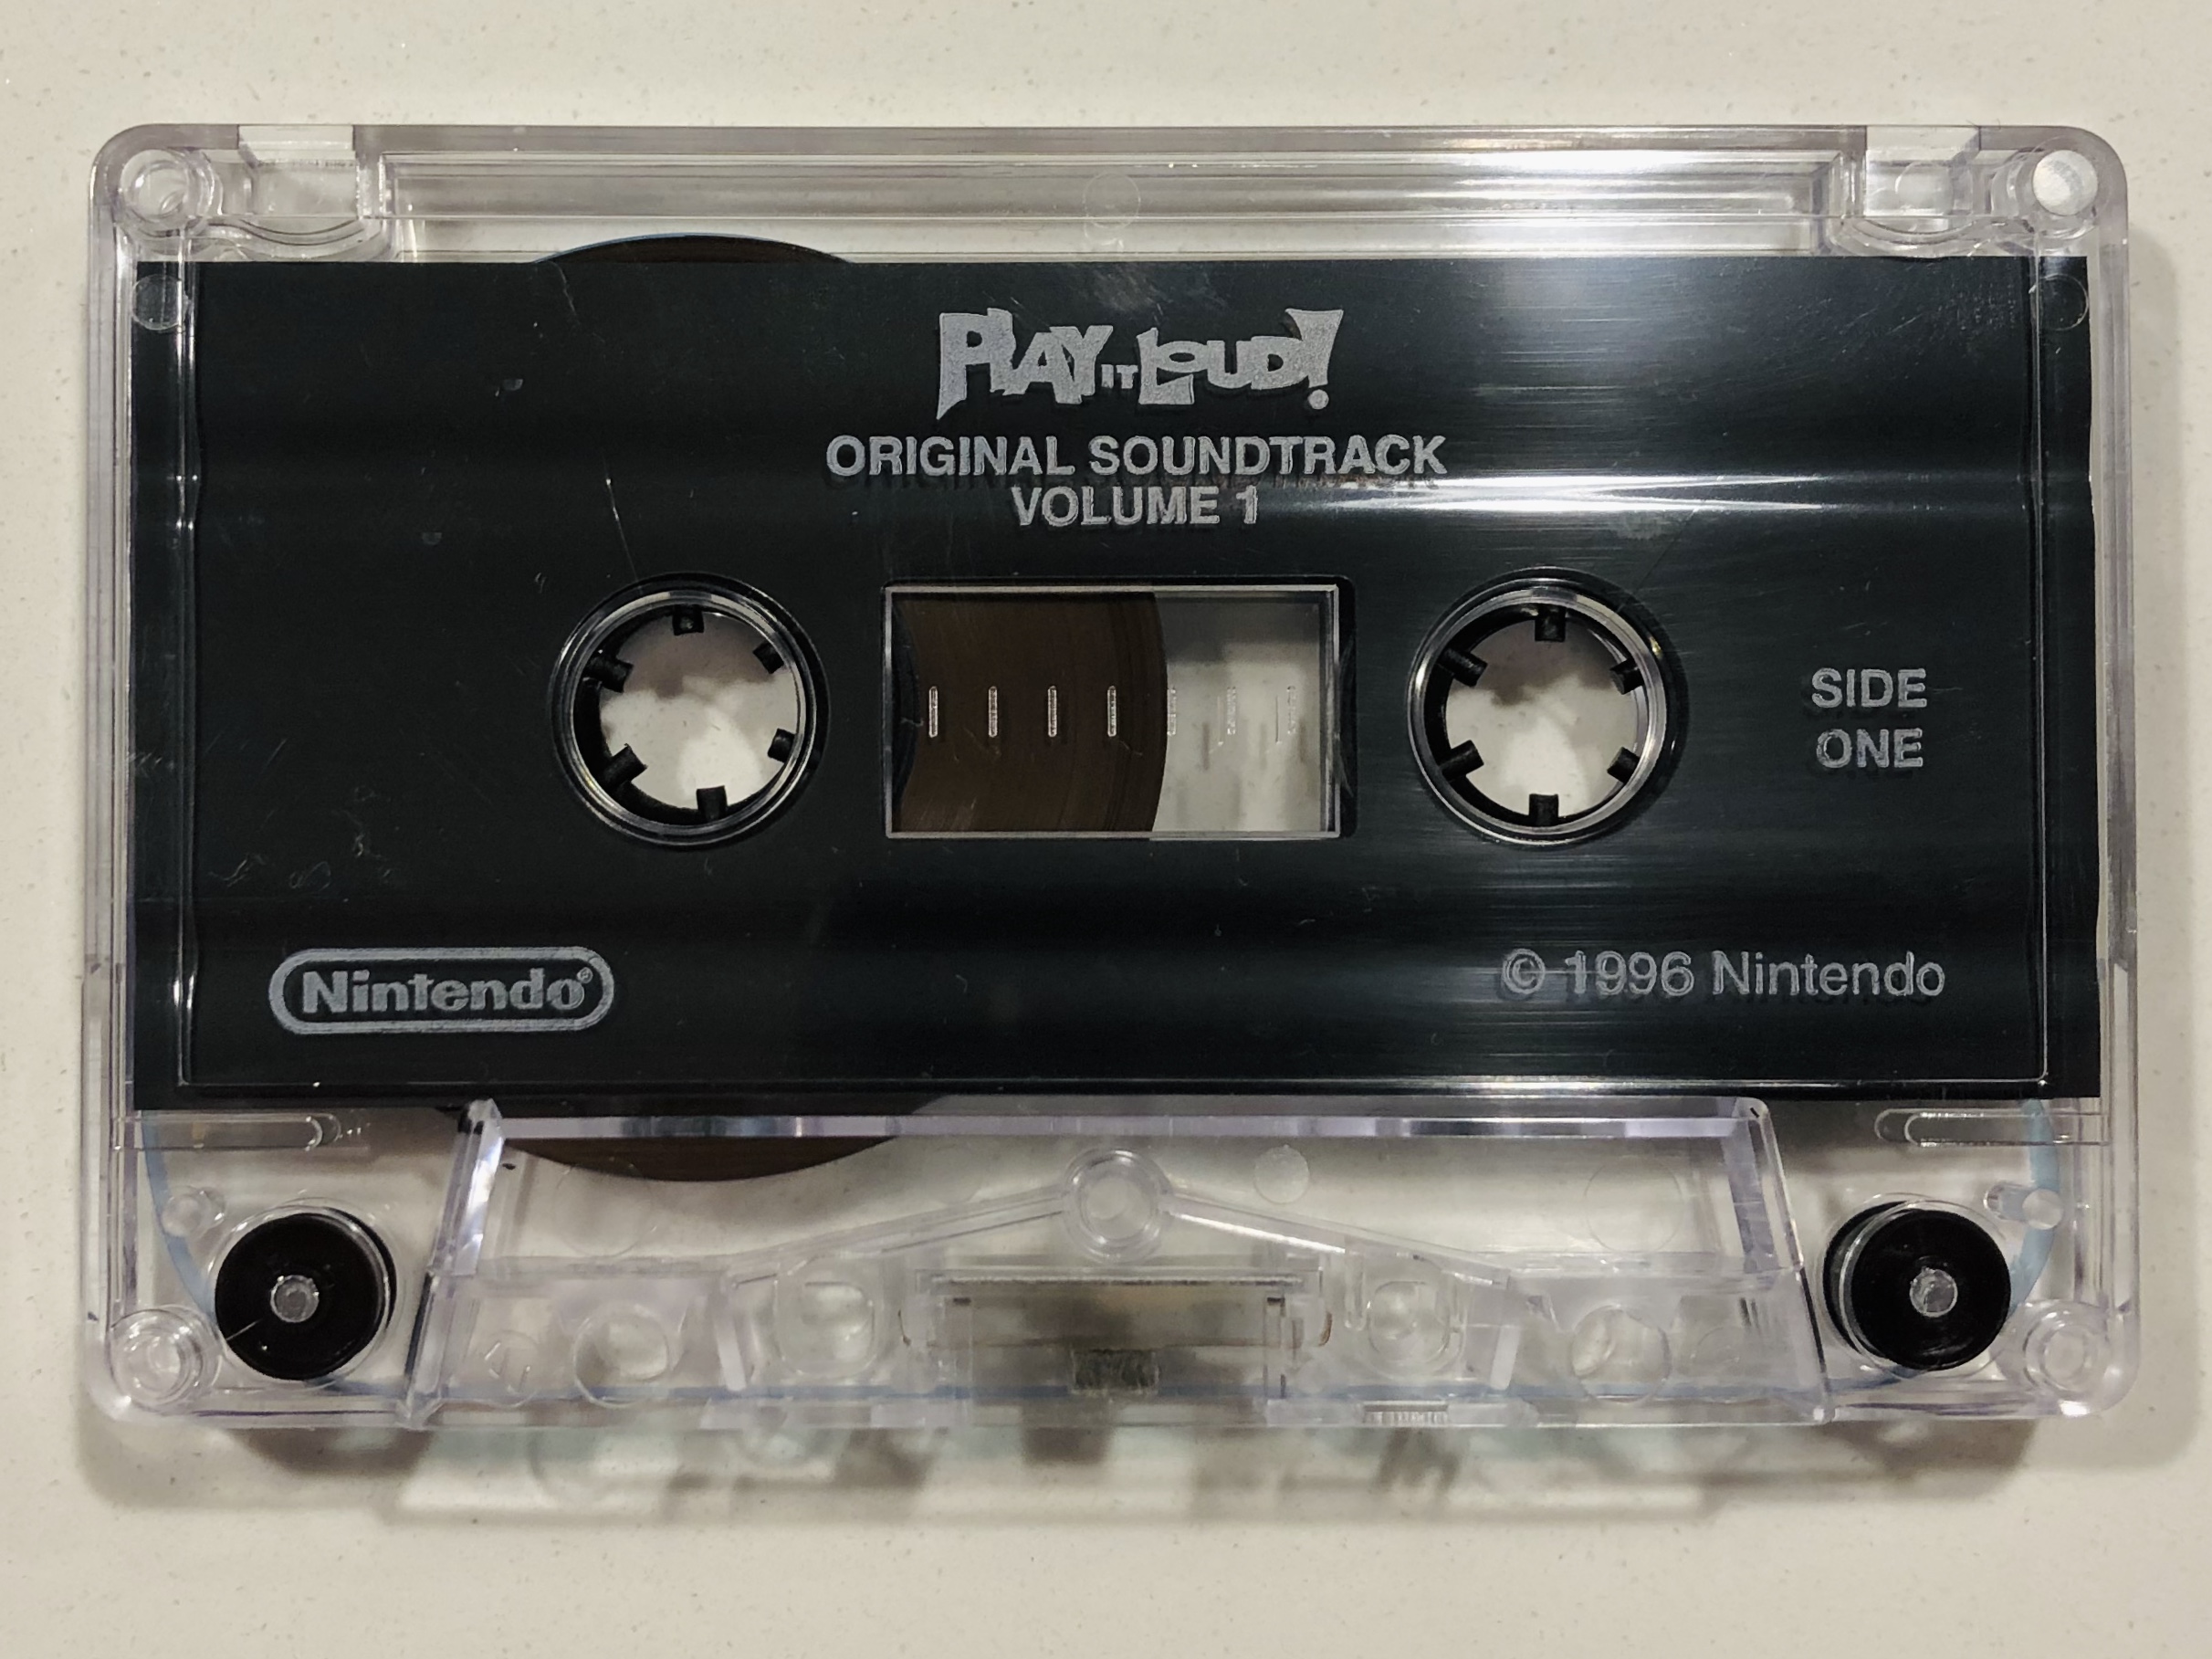 PLAY IT LOUD!
ORIGINAL SOUNDTRACK
VOLUME 1
SIDE
ONE
Nintendo®
© 1996 Nintendo